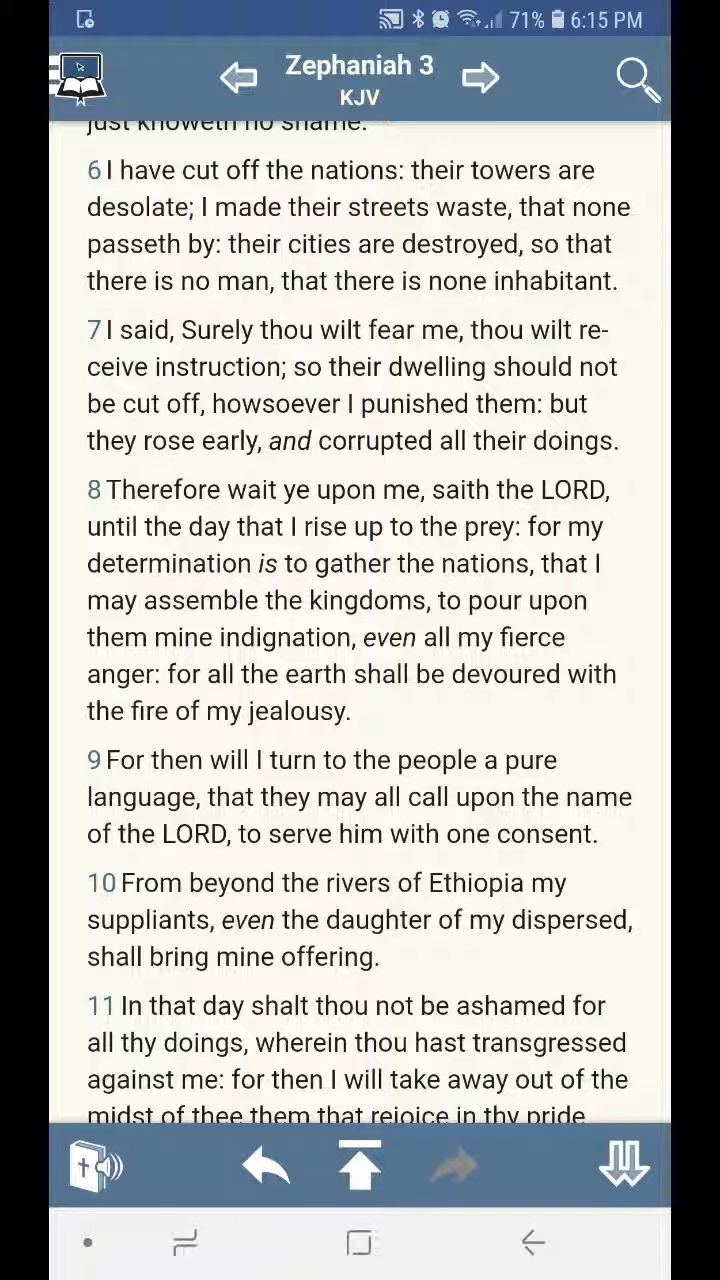 71% 6:15 PM
Zephaniah 3
KJV
just knoweth no shame.
6 I have cut off the nations: their towers are
desolate; I made their streets waste, that none
passeth by: their cities are destroyed, so that
there is no man, that there is none inhabitant.
7 I said, Surely thou wilt fear me, thou wilt re-
ceive instruction; so their dwelling should not
be cut off, howsoever I punished them: but
they rose early, and corrupted all their doings.
8 Therefore wait ye upon me, saith the LORD,
until the day that I rise up to the prey: for my
determination is to gather the nations, that I
may assemble the kingdoms, to pour upon
them mine indignation, even all my fierce
anger: for all the earth shall be devoured with
the fire of my jealousy.
9 For then will I turn to the people a pure
language, that they may all call upon the name
of the LORD, to serve him with one consent.
10 From beyond the rivers of Ethiopia my
suppliants, even the daughter of my dispersed,
shall bring mine offering.
11 In that day shalt thou not be ashamed for
all thy doings, wherein thou hast transgressed
against me: for then I will take away out of the
midst of thee them that rejoice in thy pride